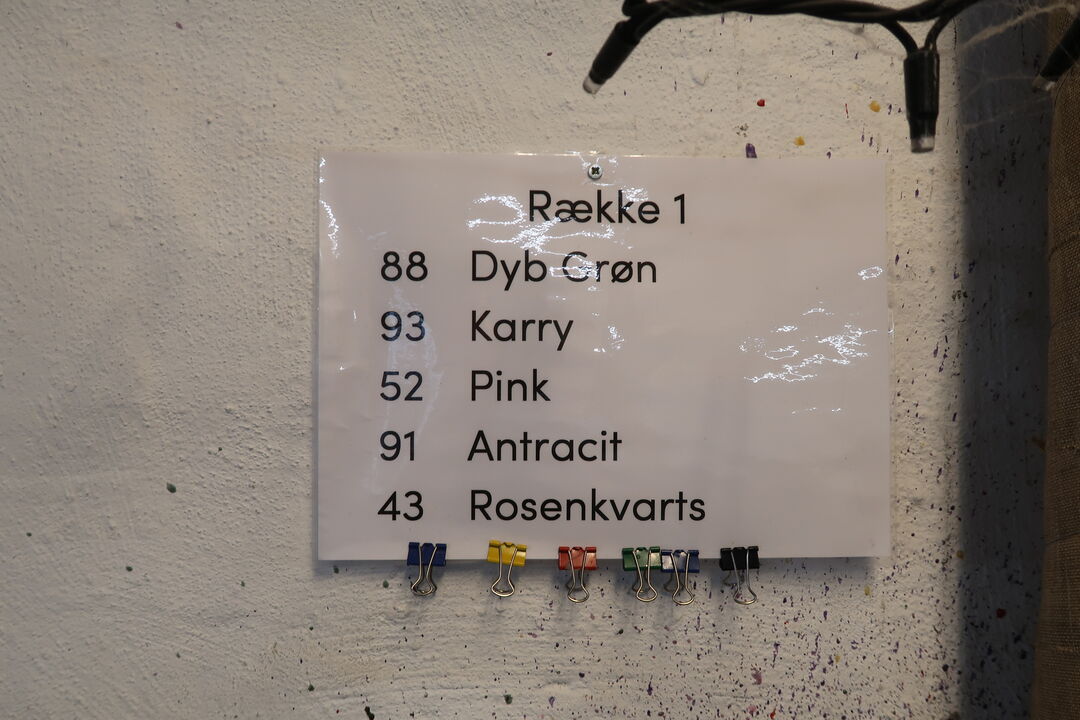 Række 1
88 Dyb Grøn
93 Karry
52 Pink
91 Antracit
43 Rosenkvarts